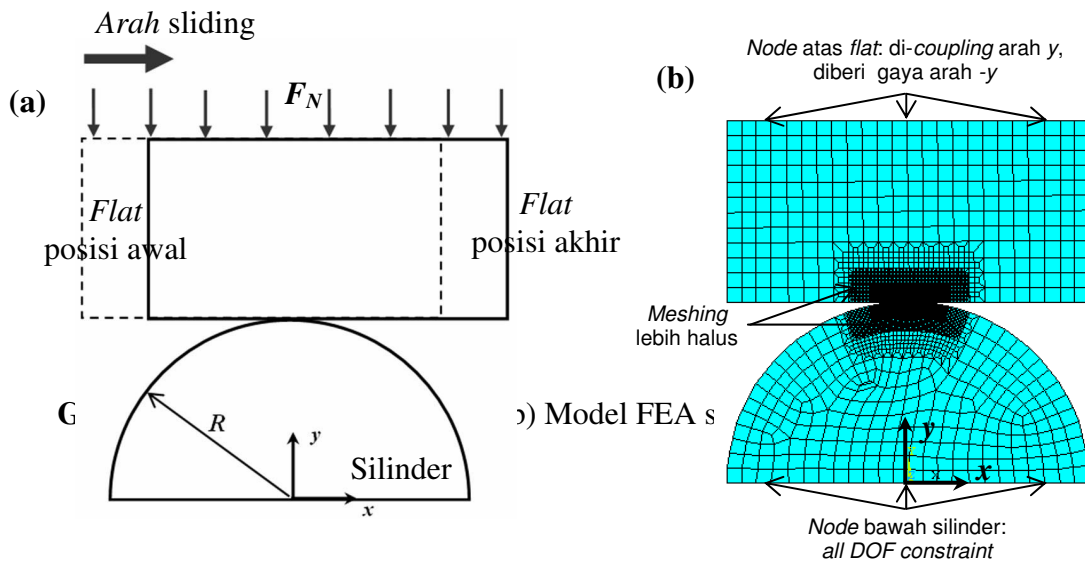 Arah sliding
(a)
F_N
Flat
posisi awal
Flat
posisi akhir
R
y
Silinder
x
G
b) Model FEA s
(b)
Node atas flat: di-coupling arah y,
diberi gaya arah -y
Meshing
lebih halus
y
x
x
Node bawah silinder:
all DOF constraint